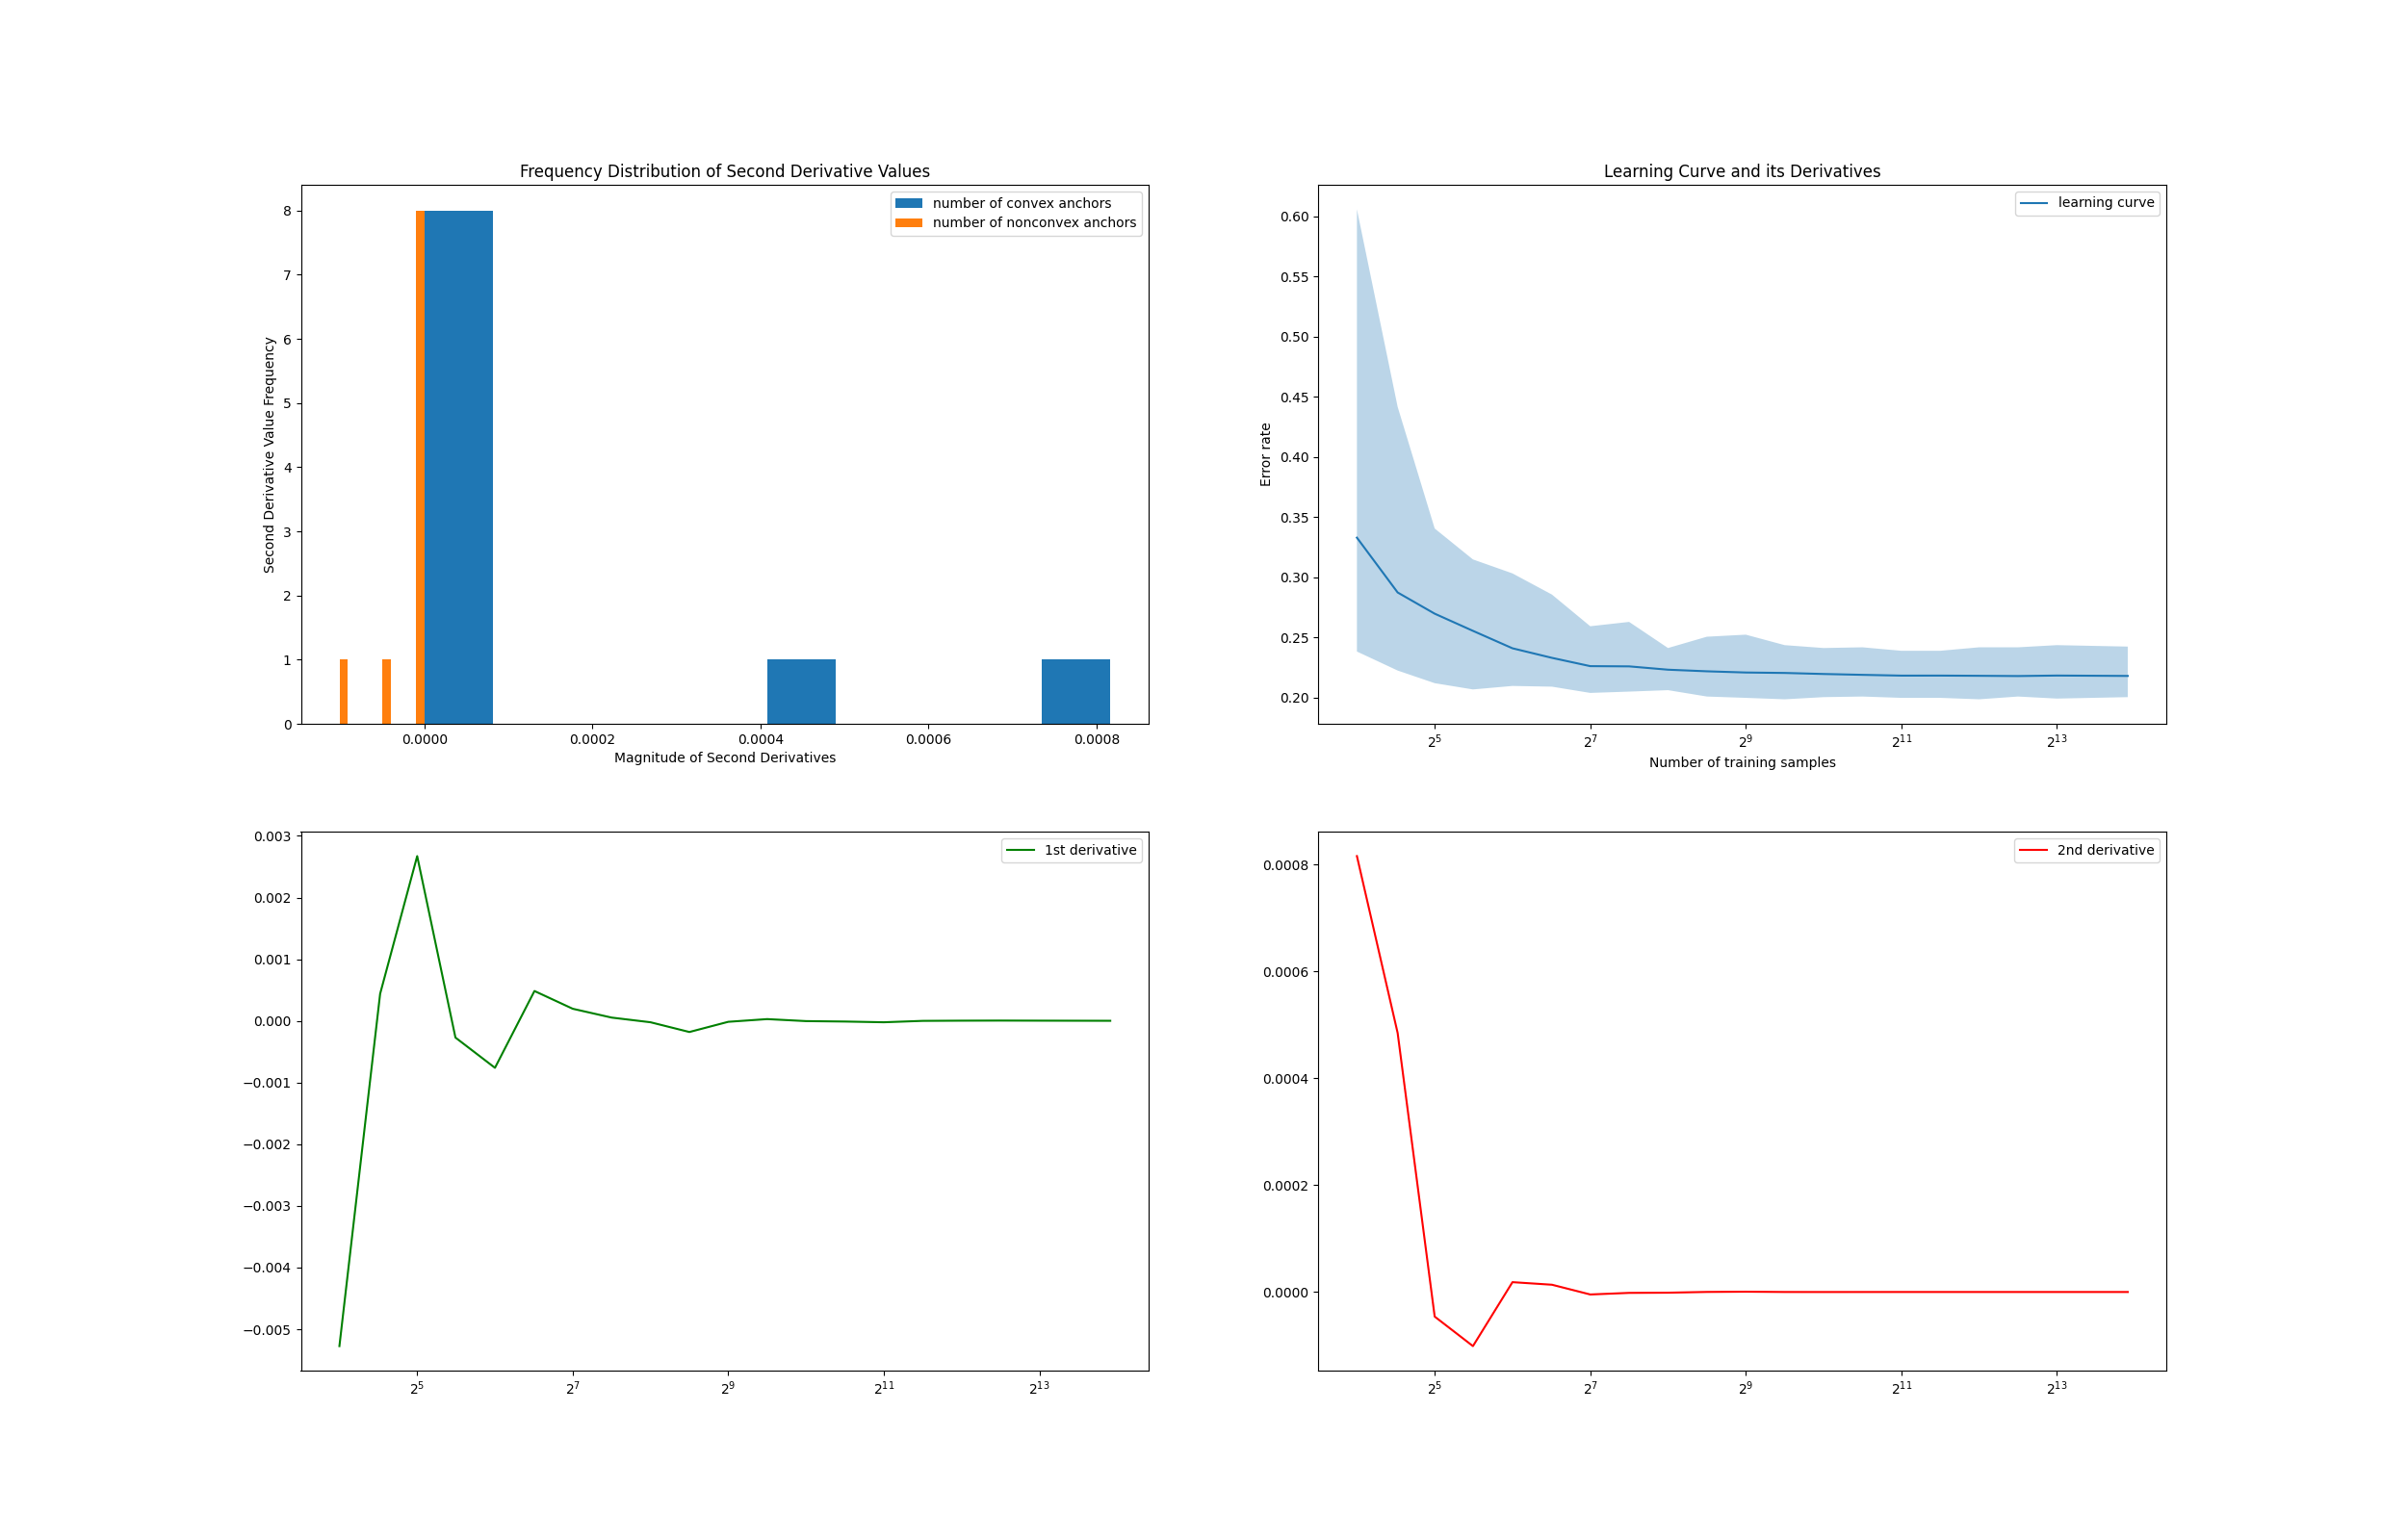 Frequency Distribution of Second Derivative Values
number of convex anchors
number of nonconvex anchors
Second Derivative Value Frequency
8
7
6
5
4
3
2
1
0
0.0000 0.0002 0.0004 0.0006 0.0008
Magnitude of Second Derivatives
Learning Curve and its Derivatives
learning curve
Error rate
0.60
0.55
0.50
0.45
0.40
0.35
0.30
0.25
0.20
2^5 2^7 2^9 2^11 2^13
Number of training samples
1st derivative
0.003
0.002
0.001
0.000
−0.001
−0.002
−0.003
−0.004
−0.005
2^5 2^7 2^9 2^11 2^13
2nd derivative
0.0008
0.0006
0.0004
0.0002
0.0000
2^5 2^7 2^9 2^11 2^13